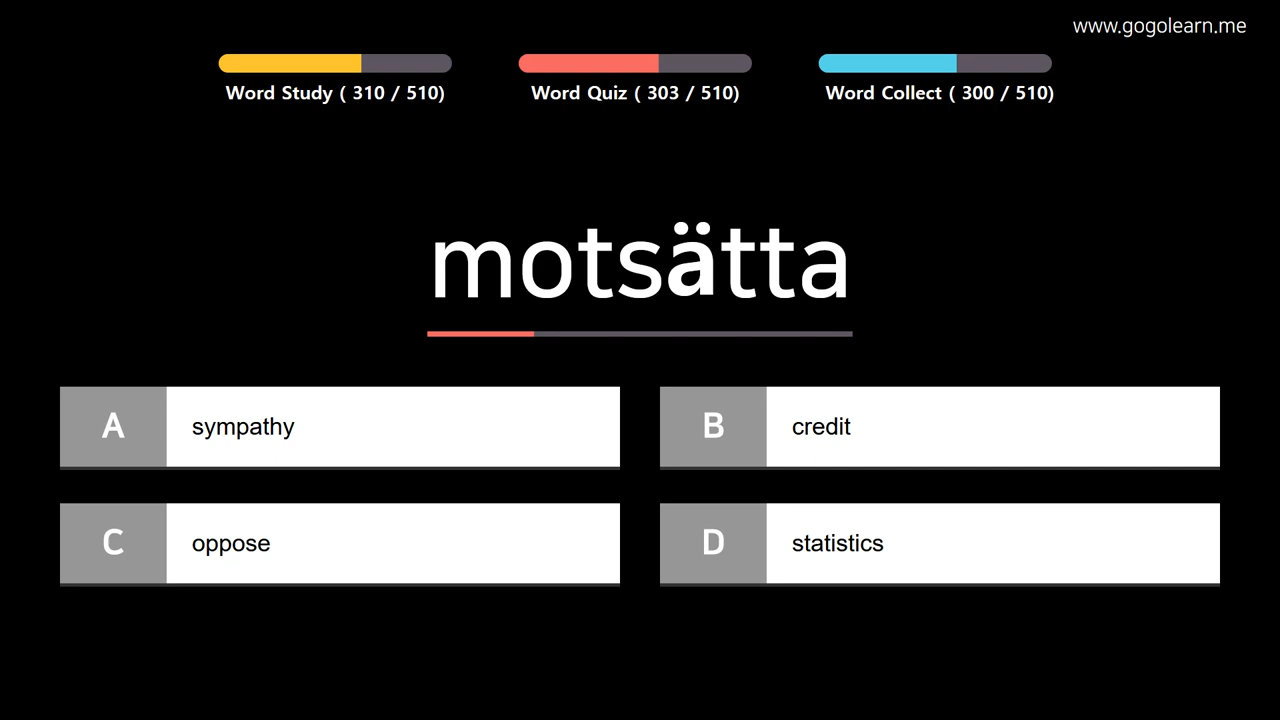 www.gogolearn.me
Word Study ( 310 / 510)
Word Quiz ( 303 / 510)
Word Collect ( 300 / 510)
motsätta
A sympathy
B credit
C oppose
D statistics